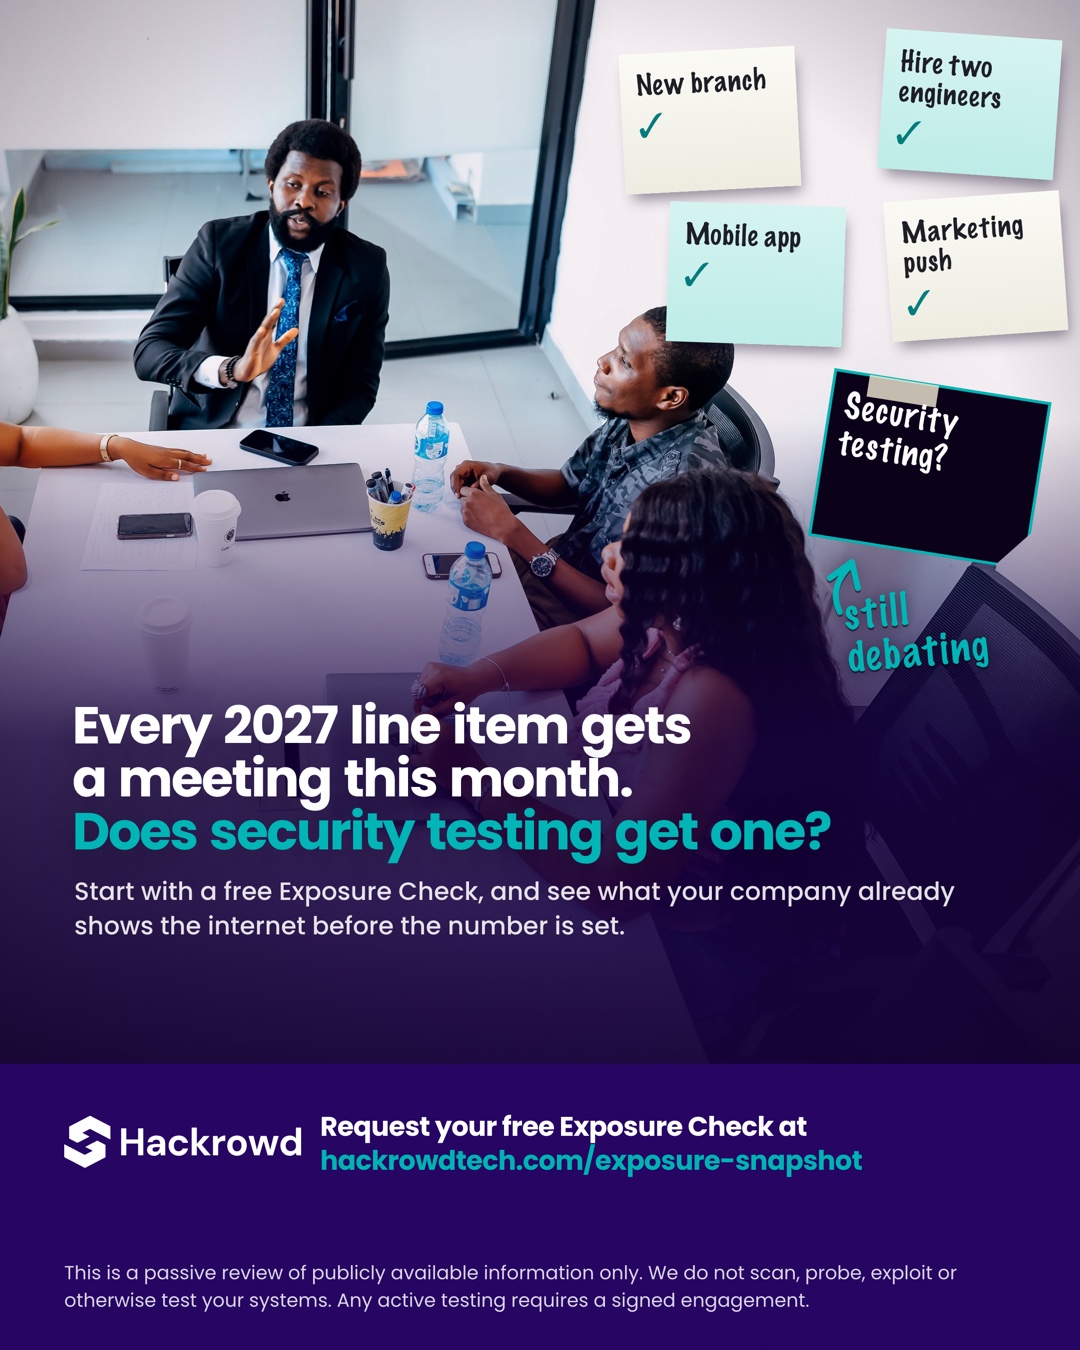 New branch
✓
Hire two
engineers
✓
Mobile app
✓
Marketing
push
✓
Security
testing?
still
debating
Every 2027 line item gets
a meeting this month.
Does security testing get one?
Start with a free Exposure Check, and see what your company already
shows the internet before the number is set.
Hackrowd
Request your free Exposure Check at
hackrowdtech.com/exposure-snapshot
This is a passive review of publicly available information only. We do not scan, probe, exploit or
otherwise test your systems. Any active testing requires a signed engagement.